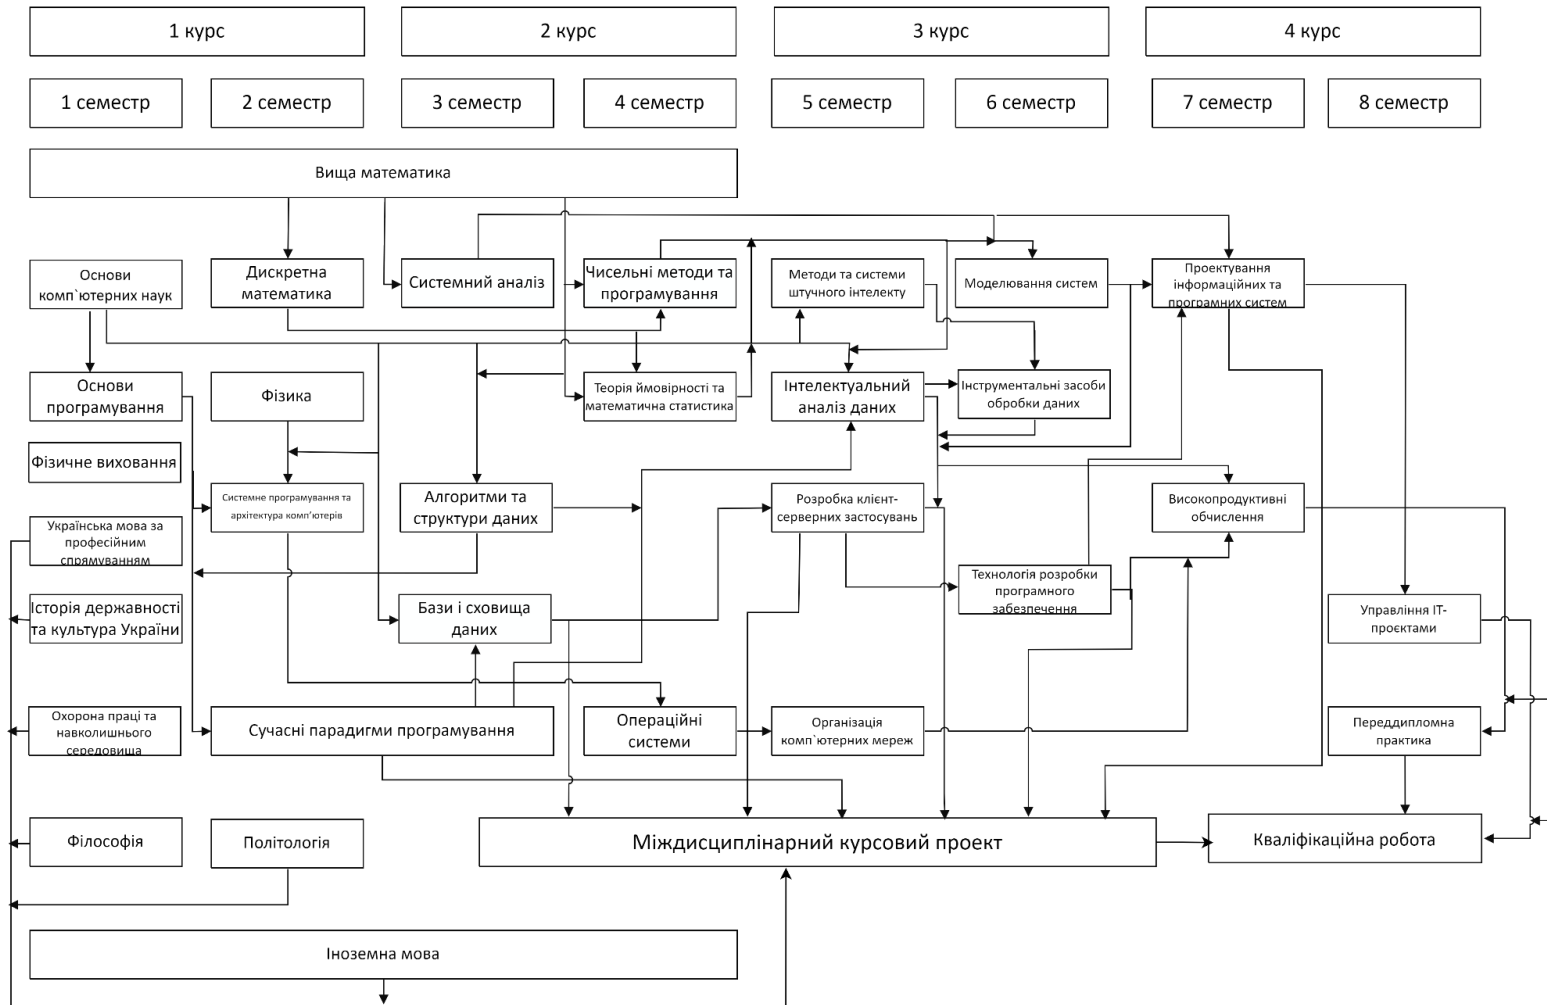 1 курс
2 курс
3 курс
4 курс
1 семестр
2 семестр
3 семестр
4 семестр
5 семестр
6 семестр
7 семестр
8 семестр
Вища математика
Основи
комп`ютерних наук
Дискретна
математика
Системний аналіз
Чисельні методи та
програмування
Методи та системи
штучного інтелекту
Моделювання систем
Проектування
інформаційних та
програмних систем
Основи
програмування
Фізика
Теорія ймовірності та
математична статистика
Інтелектуальний
аналіз даних
Інструментальні засоби
обробки даних
Фізичне виховання
Системне програмування та
архітектура комп'ютерів
Алгоритми та
структури даних
Розробка клієнт-
серверних застосувань
Високопродуктивні
обчислення
Українська мова за
професійним
спрямуванням
Технологія розробки
програмного
забезпечення
Історія державності
та культура України
Бази і сховища
даних
Управління ІТ-
проєктами
Охорона праці та
навколишнього
середовища
Сучасні парадигми програмування
Операційні
системи
Організація
комп`ютерних мереж
Переддипломна
практика
Філософія
Політологія
Міждисциплінарний курсовий проект
Кваліфікаційна робота
Іноземна мова